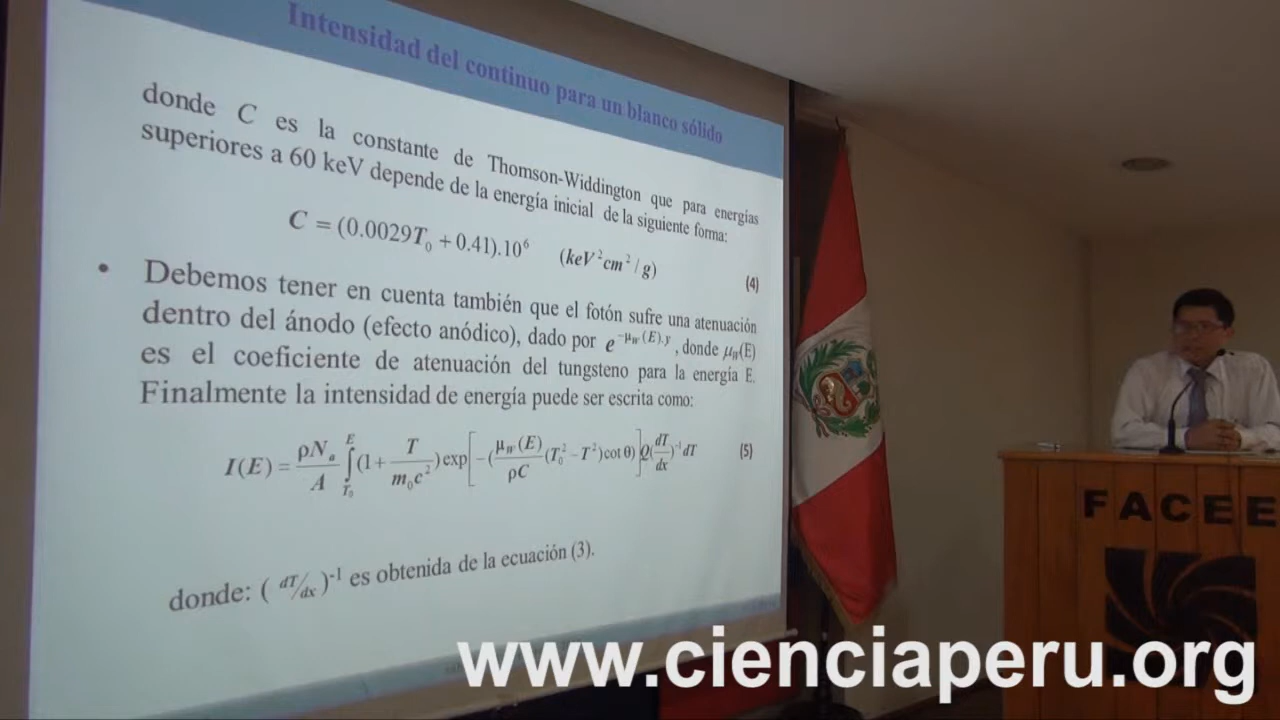 Intensidad del continuo para un blanco sólido
donde C es la constante de Thomson-Widdington que para energías
superiores a 60 keV depende de la energía inicial de la siguiente forma:
C = (0.0029T₀ + 0.41).10⁶ (keV² cm² / g) (4)
• Debemos tener en cuenta también que el fotón sufre una atenuación
dentro del ánodo (efecto anódico), dado por e^(-μ_W(E).y) , donde μ_W(E)
es el coeficiente de atenuación del tungsteno para la energía E.
Finalmente la intensidad de energía puede ser escrita como:
I(E) = ρNₐ/A ∫_{T₀}^{E} (1 + T/(m₀c²)) exp[-(μ_W(E)/ρC (T₀² - T²) cot θ)] Q(dT/dx)⁻¹ dT (5)
donde: ( dT/dx )⁻¹ es obtenida de la ecuación (3).
FACEE
www.cienciaperu.org